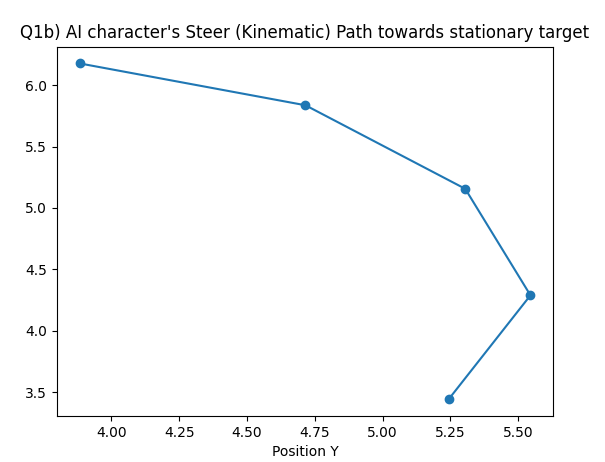 Q1b) AI character's Steer (Kinematic) Path towards stationary target
6.0
5.5
5.0
4.5
4.0
3.5
4.00 4.25 4.50 4.75 5.00 5.25 5.50
Position Y